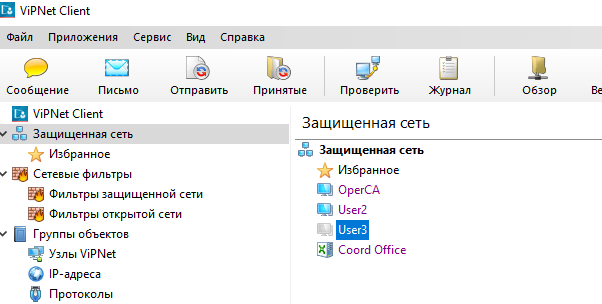 ViPNet Client
Файл Приложения Сервис Вид Справка
Сообщение Письмо Отправить Принятые Проверить Журнал Обзор Ве
ViPNet Client
Защищенная сеть
Избранное
Сетевые фильтры
Фильтры защищенной сети
Фильтры открытой сети
Группы объектов
Узлы ViPNet
IP-адреса
Протоколы
Защищенная сеть
Защищенная сеть
Избранное
OperCA
User2
User3
Coord Office